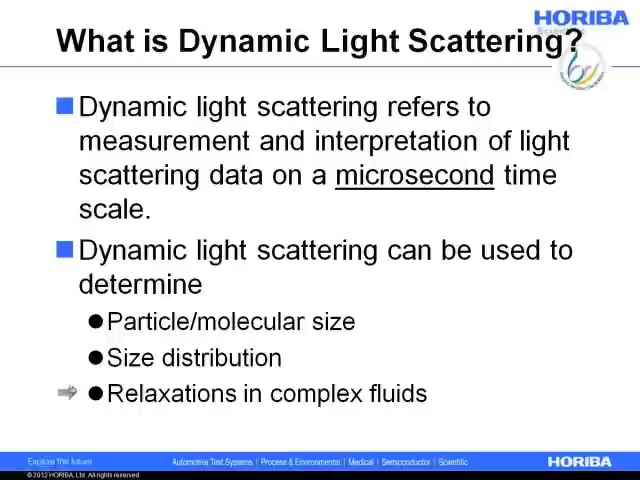 HORIBA
What is Dynamic Light Scattering?
Dynamic light scattering refers to
measurement and interpretation of light
scattering data on a microsecond time
scale.
Dynamic light scattering can be used to
determine
Particle/molecular size
Size distribution
Relaxations in complex fluids
Explore the future
Automotive Test Systems | Process & Environmental | Medical | Semiconductor | Scientific
HORIBA
© 2012 HORIBA, Ltd. All rights reserved